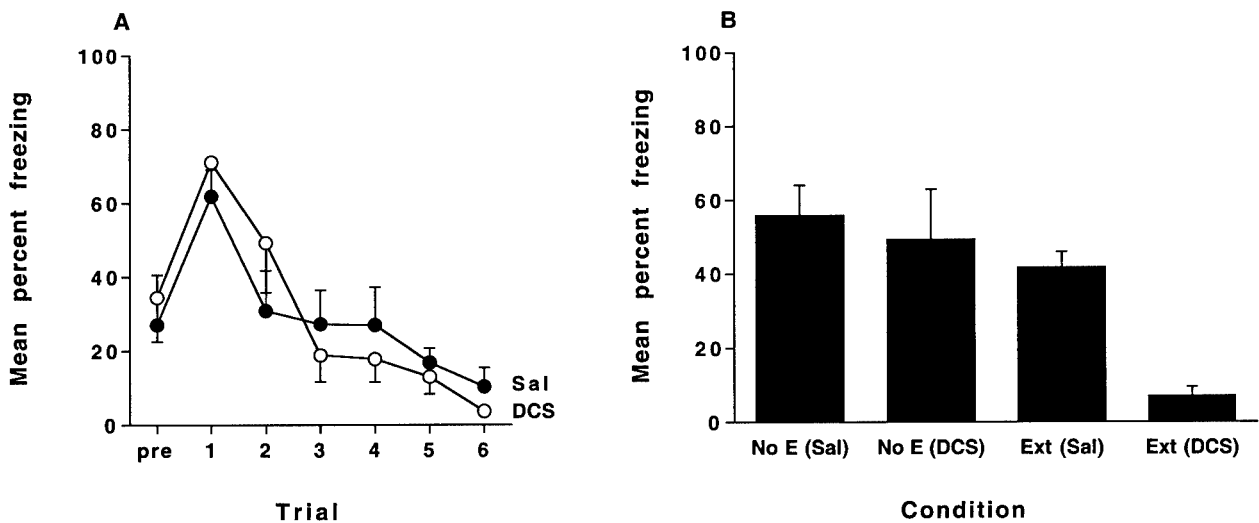 A
Mean percent freezing
100
80
60
40
20
0
Sal
DCS
pre 1 2 3 4 5 6
Trial
B
Mean percent freezing
100
80
60
40
20
0
No E (Sal) No E (DCS) Ext (Sal) Ext (DCS)
Condition